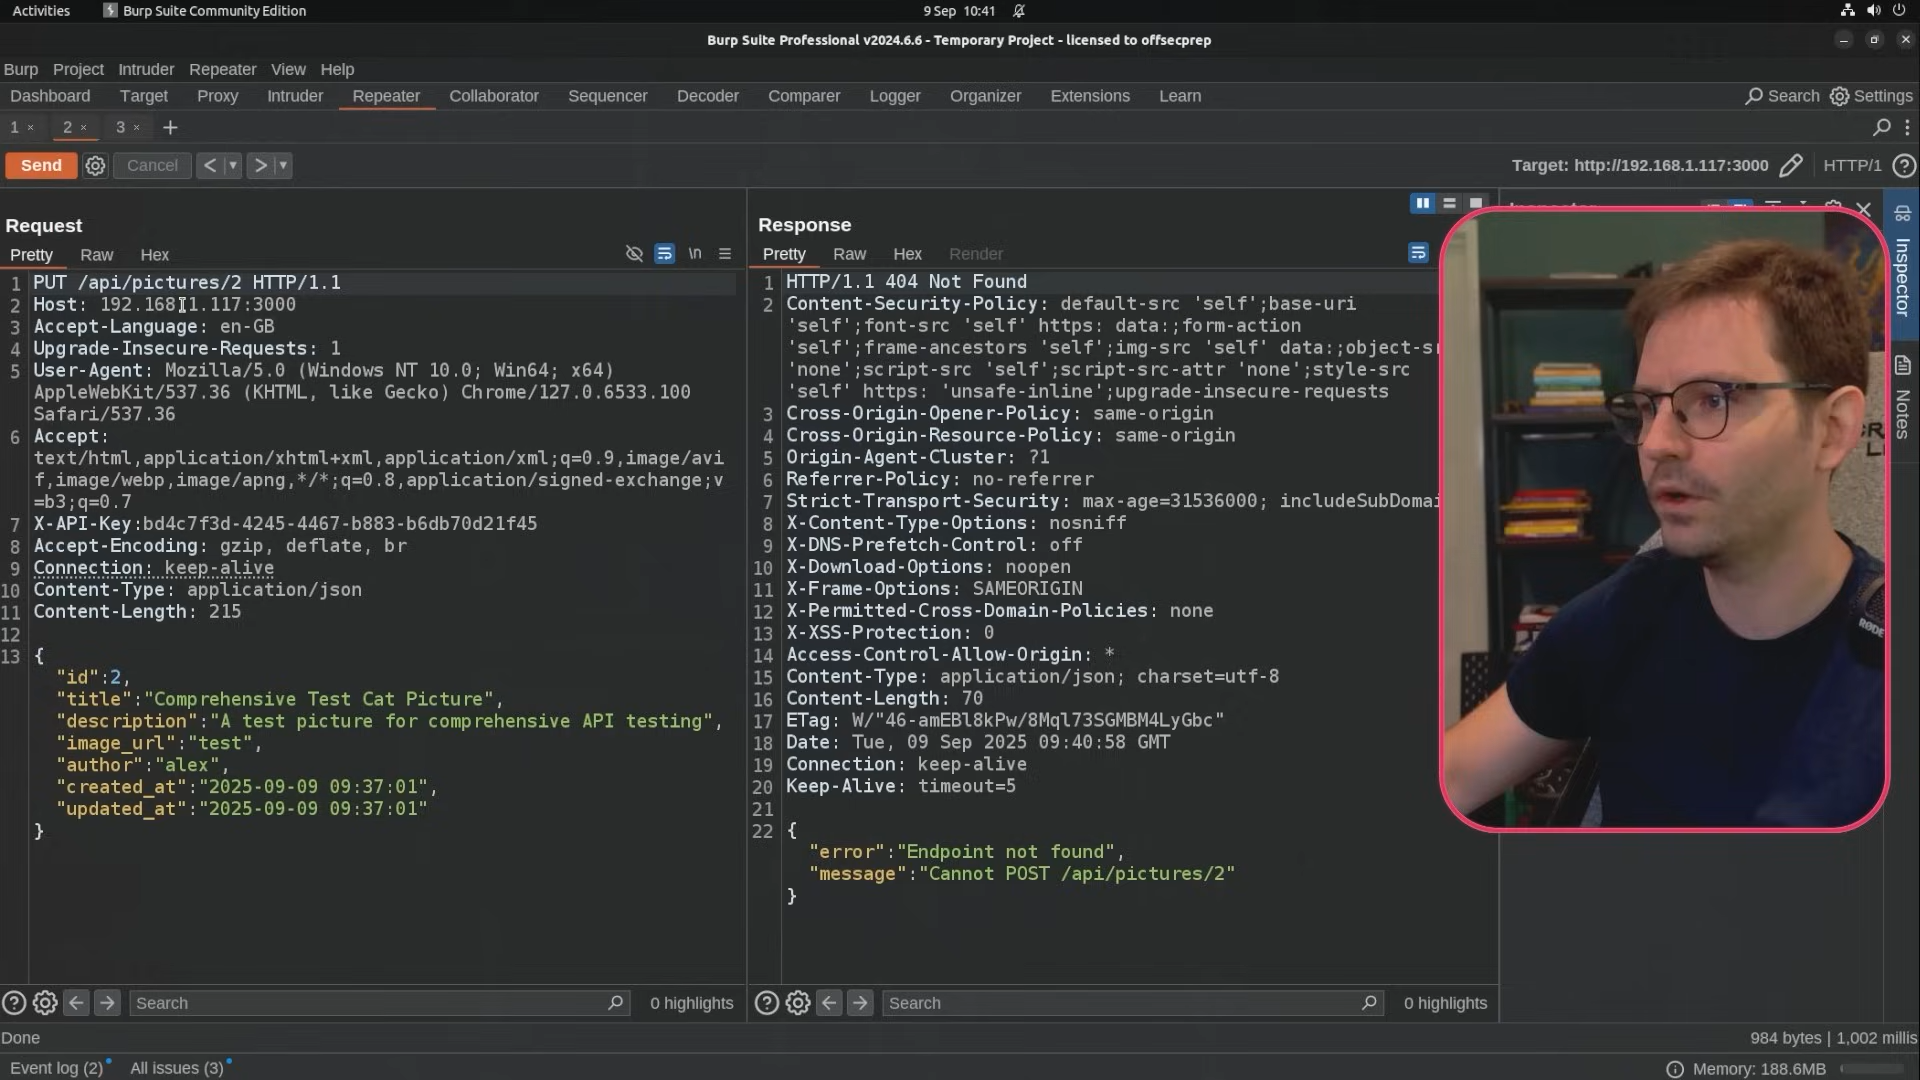 Activities
Burp Suite Community Edition
9 Sep 10:41
Burp Suite Professional v2024.6.6 - Temporary Project - licensed to offsecprep
Burp Project Intruder Repeater View Help
Dashboard Target Proxy Intruder Repeater Collaborator Sequencer Decoder Comparer Logger Organizer Extensions Learn
Search Settings
1 × 2 × 3 × +
Send Cancel < >
Target: http://192.168.1.117:3000 HTTP/1
Request
Pretty Raw Hex
\n
1 PUT /api/pictures/2 HTTP/1.1
2 Host: 192.168.1.117:3000
3 Accept-Language: en-GB
4 Upgrade-Insecure-Requests: 1
5 User-Agent: Mozilla/5.0 (Windows NT 10.0; Win64; x64)
AppleWebKit/537.36 (KHTML, like Gecko) Chrome/127.0.6533.100
Safari/537.36
6 Accept:
text/html,application/xhtml+xml,application/xml;q=0.9,image/avi
f,image/webp,image/apng,*/*;q=0.8,application/signed-exchange;v
=b3;q=0.7
7 X-API-Key:bd4c7f3d-4245-4467-b883-b6db70d21f45
8 Accept-Encoding: gzip, deflate, br
9 Connection: keep-alive
10 Content-Type: application/json
11 Content-Length: 215
12
13 {
"id":2,
"title":"Comprehensive Test Cat Picture",
"description":"A test picture for comprehensive API testing",
"image_url":"test",
"author":"alex",
"created_at":"2025-09-09 09:37:01",
"updated_at":"2025-09-09 09:37:01"
}
Response
Pretty Raw Hex Render
1 HTTP/1.1 404 Not Found
2 Content-Security-Policy: default-src 'self';base-uri
'self';font-src 'self' https: data:;form-action
'self';frame-ancestors 'self';img-src 'self' data:;object-s
'none';script-src 'self';script-src-attr 'none';style-src
'self' https: 'unsafe-inline';upgrade-insecure-requests
3 Cross-Origin-Opener-Policy: same-origin
4 Cross-Origin-Resource-Policy: same-origin
5 Origin-Agent-Cluster: ?1
6 Referrer-Policy: no-referrer
7 Strict-Transport-Security: max-age=31536000; includeSubDomai
8 X-Content-Type-Options: nosniff
9 X-DNS-Prefetch-Control: off
10 X-Download-Options: noopen
11 X-Frame-Options: SAMEORIGIN
12 X-Permitted-Cross-Domain-Policies: none
13 X-XSS-Protection: 0
14 Access-Control-Allow-Origin: *
15 Content-Type: application/json; charset=utf-8
16 Content-Length: 70
17 ETag: W/"46-amEBl8kPw/8Mql73SGMBM4LyGbc"
18 Date: Tue, 09 Sep 2025 09:40:58 GMT
19 Connection: keep-alive
20 Keep-Alive: timeout=5
21
22 {
"error":"Endpoint not found",
"message":"Cannot POST /api/pictures/2"
}
Inspector
Notes
RØDE
Search 0 highlights
Search 0 highlights
Done
984 bytes | 1,002 millis
Event log (2) All issues (3)
Memory: 188.6MB